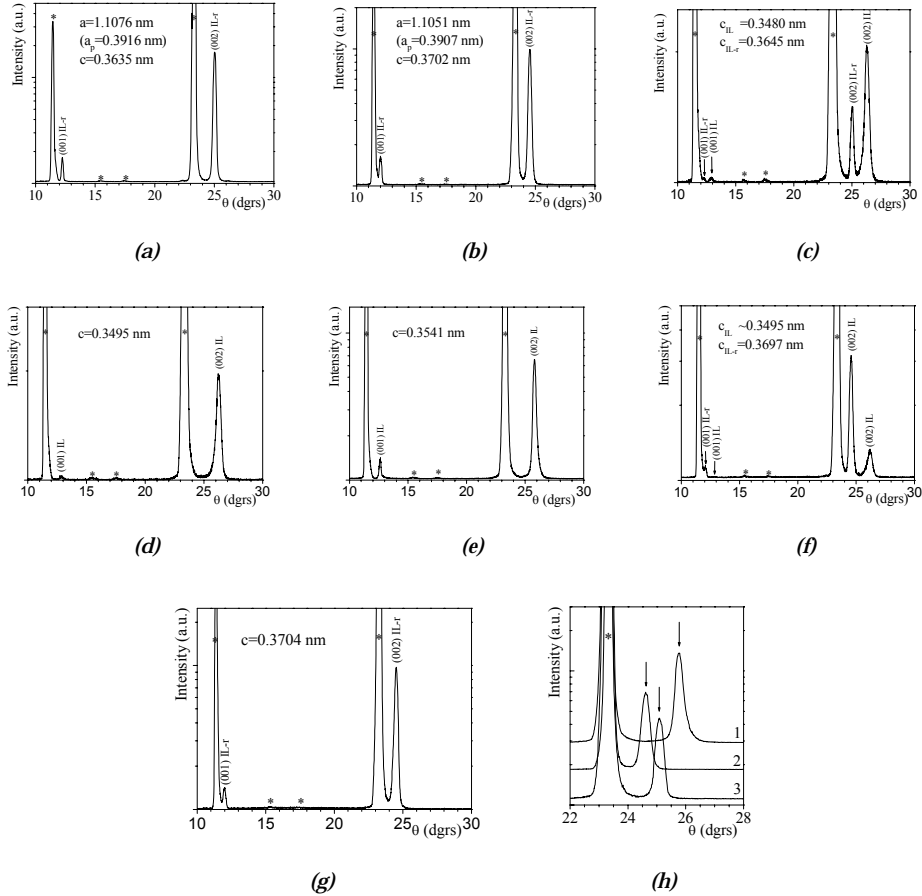 Intensity (a.u.)
*
a=1.1076 nm
(a_p=0.3916 nm)
c=0.3635 nm
*
(002) IL-r
(001) IL-r
* *
10 15 20 25 30
θ (dgrs)
(a)
Intensity (a.u.)
*
a=1.1051 nm
(a_p=0.3907 nm)
c=0.3702 nm
*
(002) IL-r
(001) IL-r
* *
10 15 20 25 30
θ (dgrs)
(b)
Intensity (a.u.)
*
c_IL = 0.3480
c_IL-r=0.3645 nm
*
(002) IL-r
(002) IL
(001) IL-r
(001) IL
* *
10 15 20 25 30
θ (dgrs)
(c)
Intensity (a.u.)
*
c=0.3495 nm
*
(002) IL
(001) IL
* *
10 15 20 25 30
θ (dgrs)
(d)
Intensity (a.u.)
*
c=0.3541 nm
*
(002) IL
(001) IL
* *
10 15 20 25 30
θ (dgrs)
(e)
Intensity (a.u.)
*
c_IL ~0.3495nm
c_IL-r=0.3697 nm
*
(002) IL
(002) IL
(001) IL-r
(001) IL
* *
10 15 20 25 30
θ (dgrs)
(f)
Intensity (a.u.)
*
c=0.3704 nm
*
(002) IL-r
(001) IL-r
* *
10 15 20 25 30
θ (dgrs)
(g)
Intensity (a.u.)
*
1
2
3
22 24 26 28
θ (dgrs)
(h)